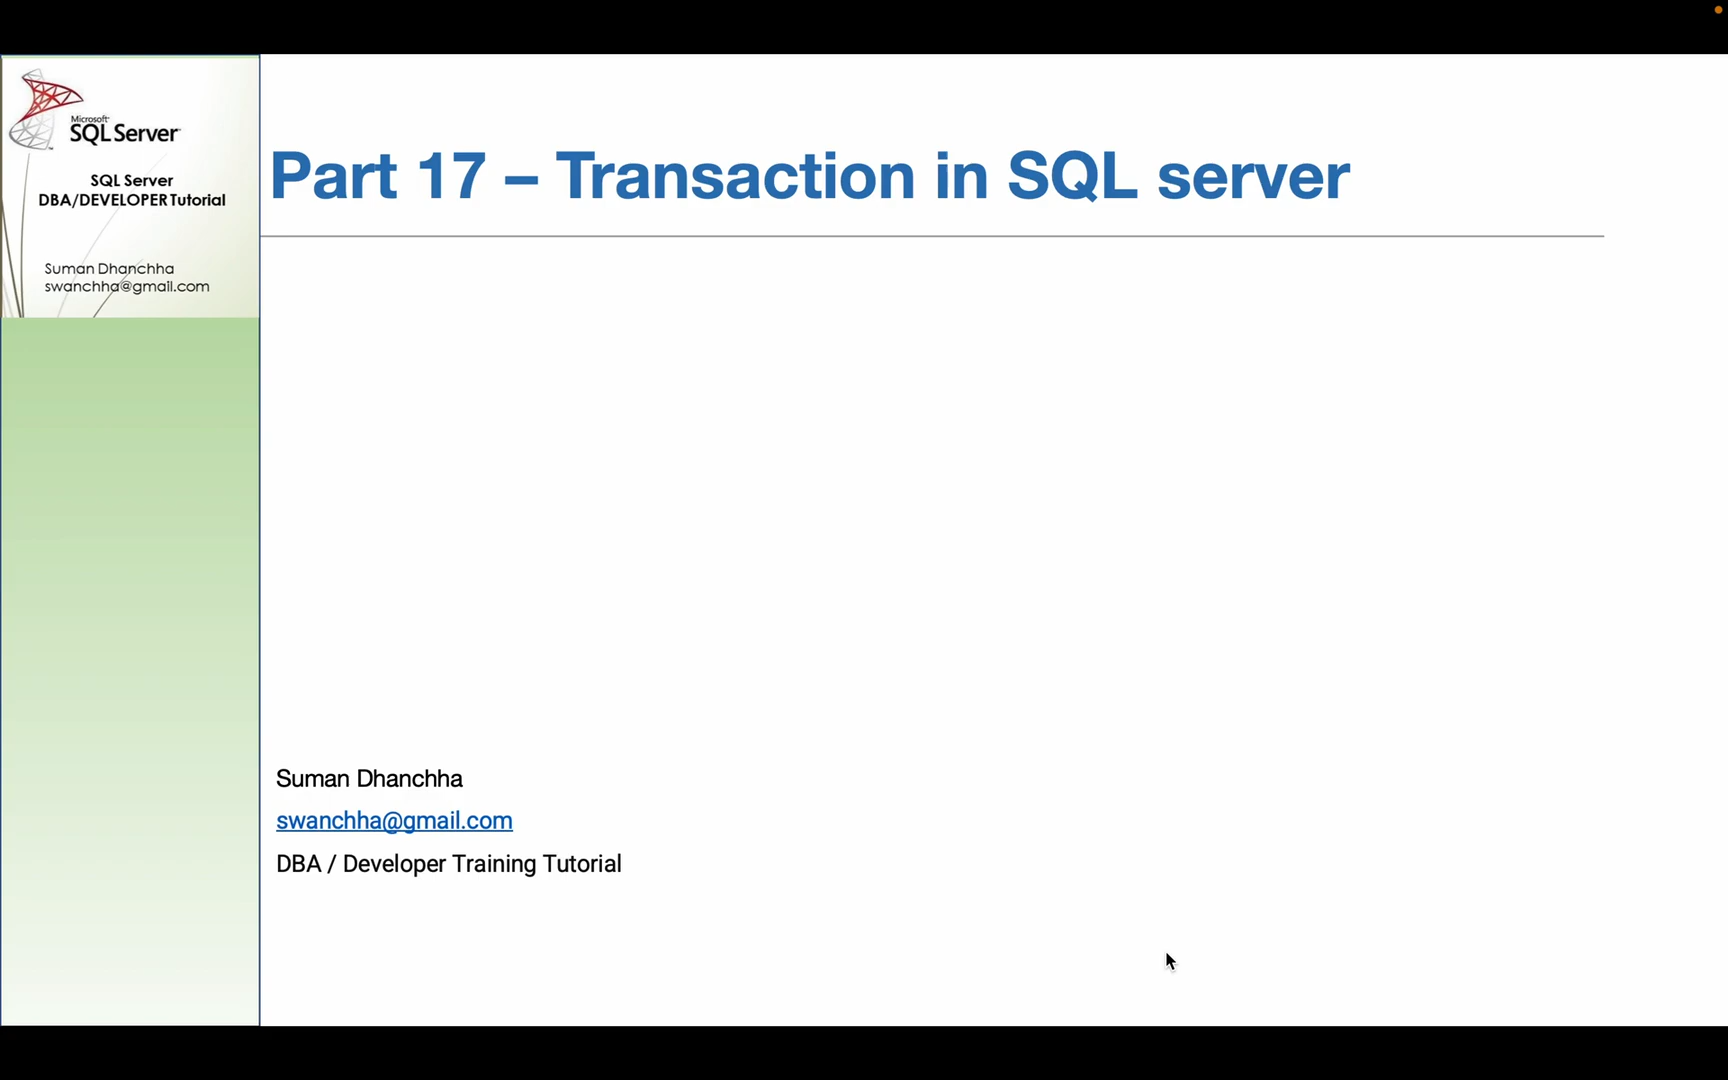 Microsoft
SQL Server
SQL Server
DBA/DEVELOPER Tutorial
Suman Dhanchha
swanchha@gmail.com
Part 17 – Transaction in SQL server
Suman Dhanchha
swanchha@gmail.com
DBA / Developer Training Tutorial